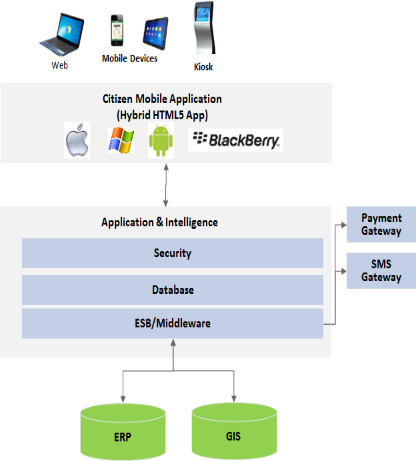 Web
Mobile Devices
Kiosk
Citizen Mobile Application
(Hybrid HTML5 App)
BlackBerry
Application & Intelligence
Security
Database
ESB/Middleware
Payment
Gateway
SMS
Gateway
ERP
GIS